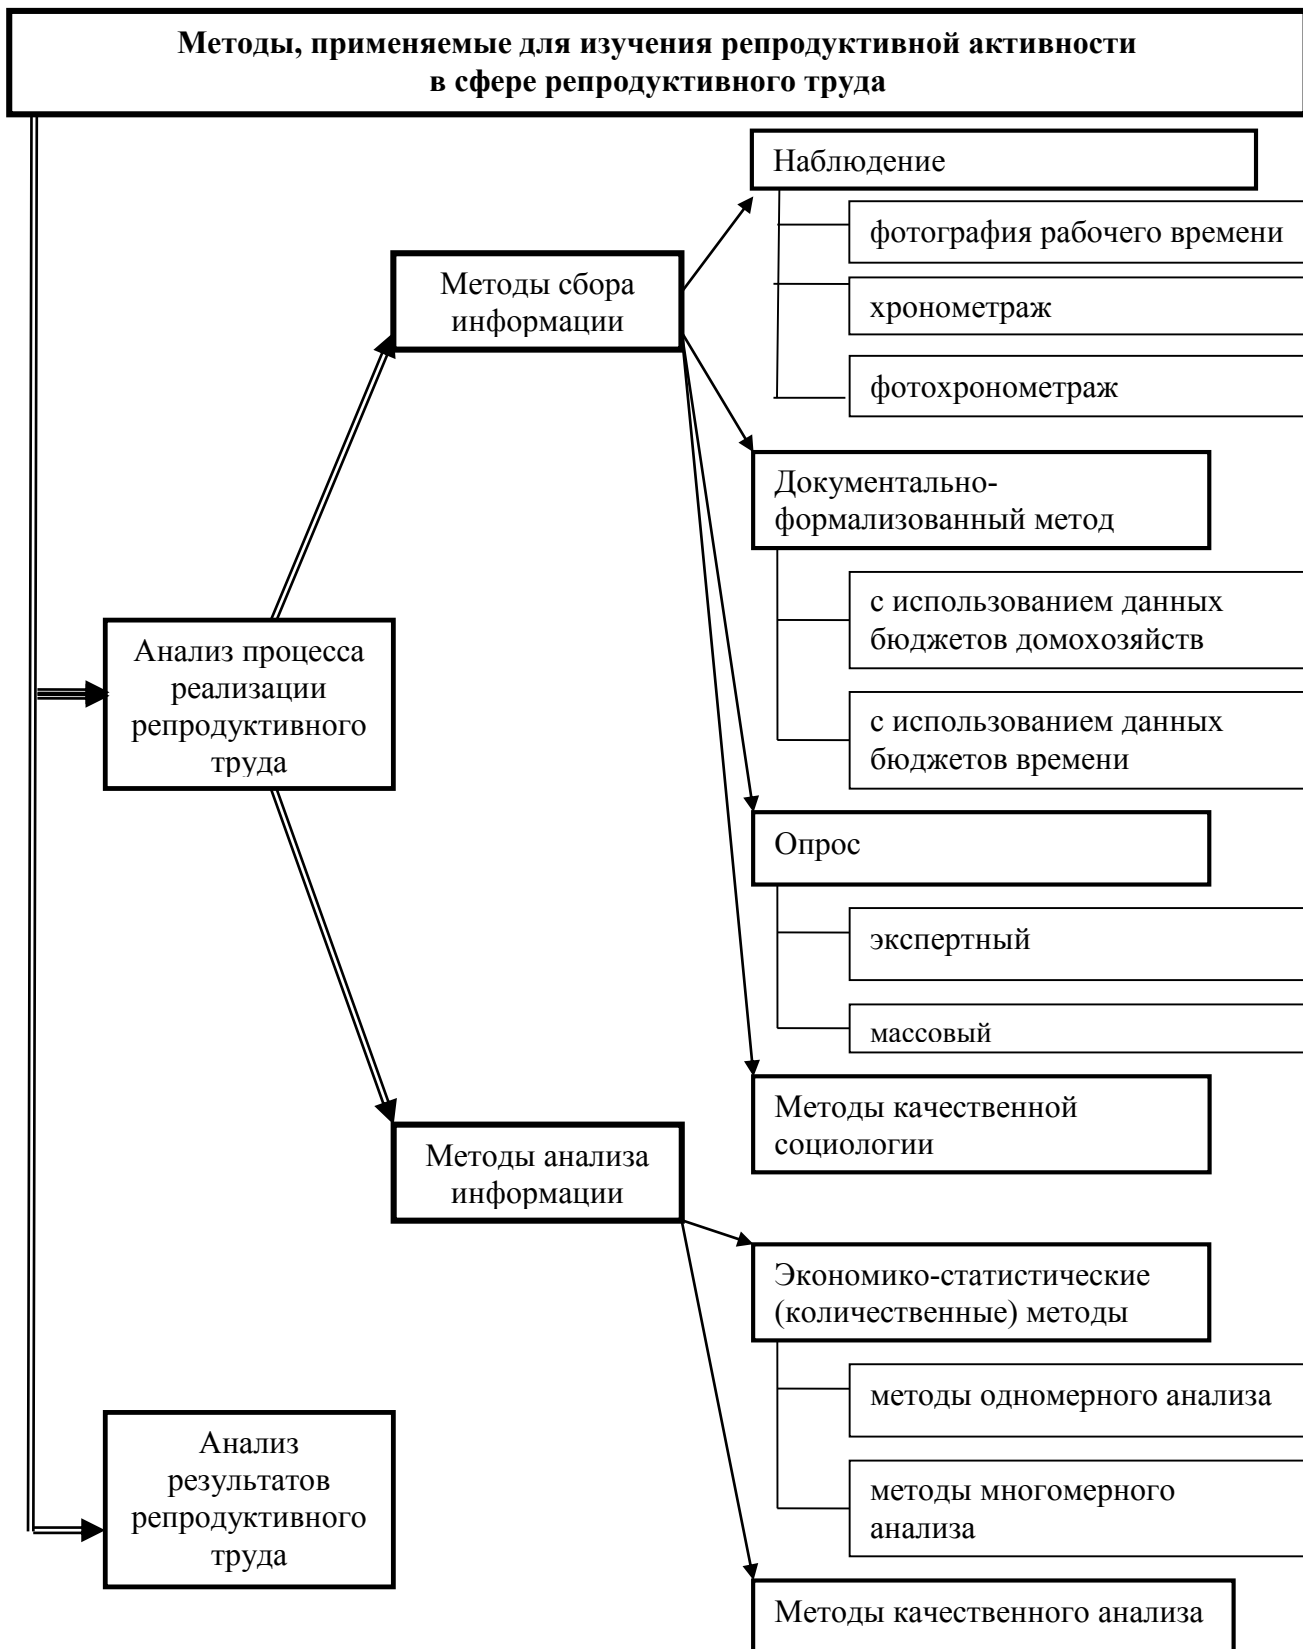 Методы, применяемые для изучения репродуктивной активности
в сфере репродуктивного труда
Наблюдение
фотография рабочего времени
хронометраж
фотохронометраж
Методы сбора
информации
Документально-
формализованный метод
с использованием данных
бюджетов домохозяйств
с использованием данных
бюджетов времени
Анализ процесса
реализации
репродуктивного
труда
Опрос
экспертный
массовый
Методы качественной
социологии
Методы анализа
информации
Экономико-статистические
(количественные) методы
методы одномерного анализа
методы многомерного
анализа
Методы качественного анализа
Анализ
результатов
репродуктивного
труда